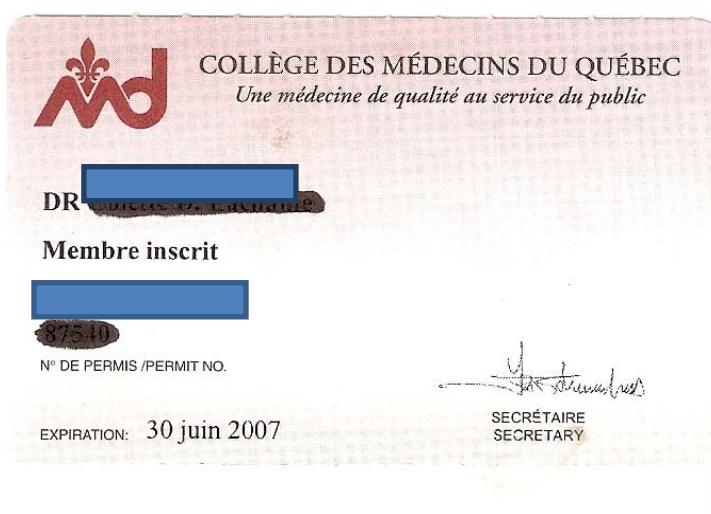 Md
COLLÈGE DES MÉDECINS DU QUÉBEC
Une médecine de qualité au service du public
DR
Membre inscrit
N° DE PERMIS /PERMIT NO.
EXPIRATION: 30 juin 2007
SECRÉTAIRE
SECRETARY